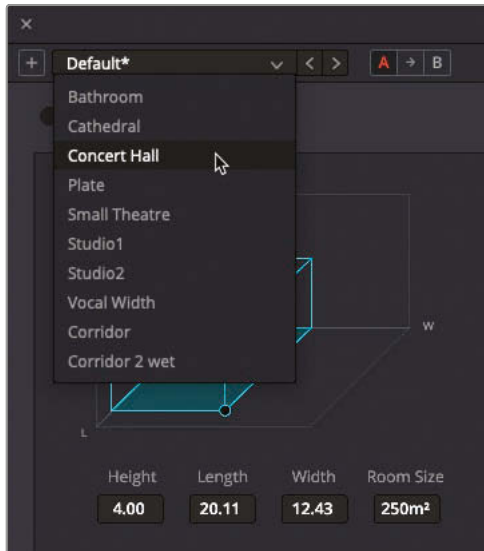 Default*
A → B
Bathroom
Cathedral
Concert Hall
Plate
Small Theatre
Studio1
Studio2
Vocal Width
Corridor
Corridor 2 wet
W
L
Height Length Width Room Size
4.00 20.11 12.43 250m²